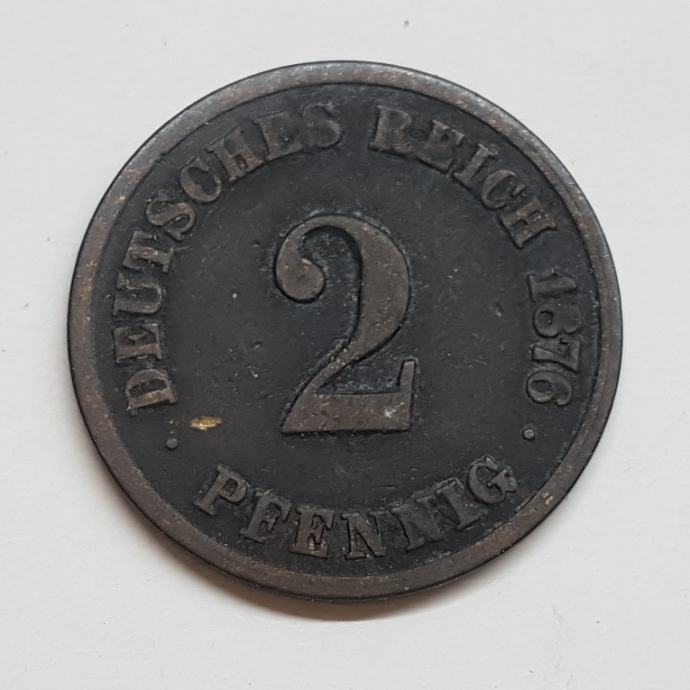 DEUTSCHES REICH 1876
2
PFENNIG